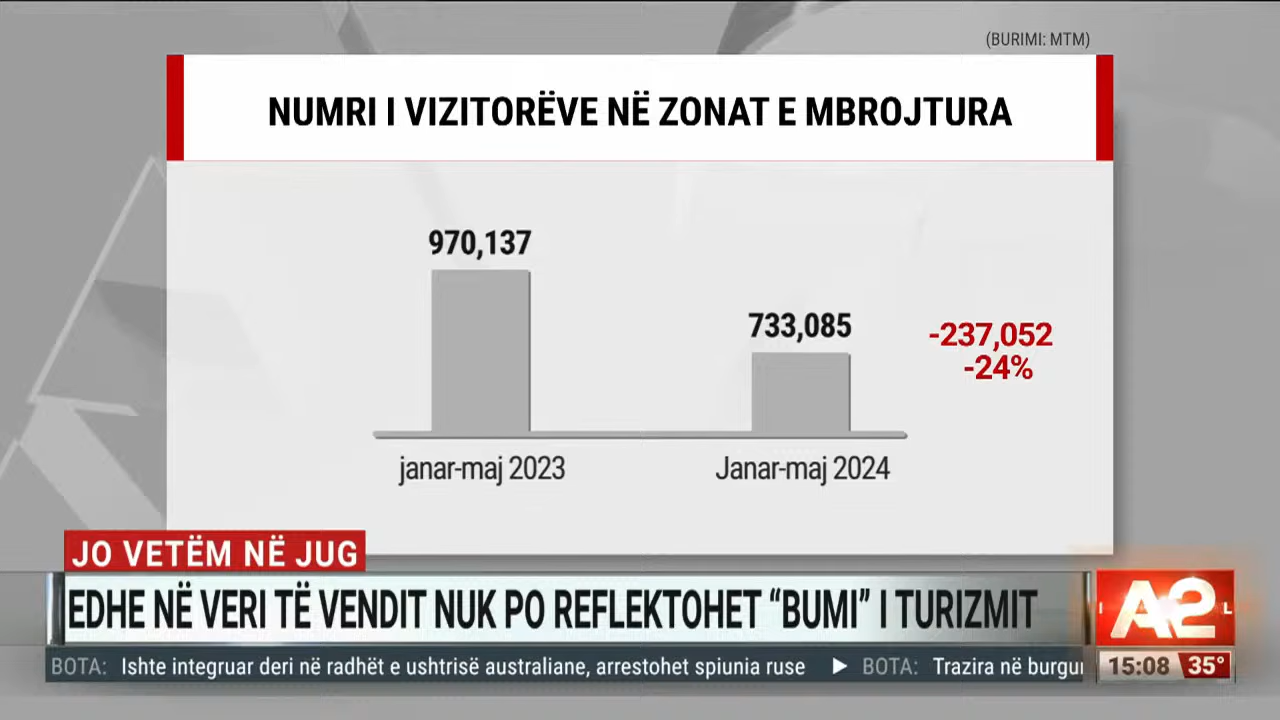 (BURIMI: MTM)
NUMRI I VIZITORËVE NË ZONAT E MBROJTURA
970,137
733,085
-237,052
-24%
janar-maj 2023
Janar-maj 2024
JO VETËM NË JUG
EDHE NË VERI TË VENDIT NUK PO REFLEKTOHET “BUMI” I TURIZMIT
A2
BOTA: Ishte integruar deri në radhët e ushtrisë australiane, arrestohet spiunia ruse ▶ BOTA: Trazira në
15:08 35°